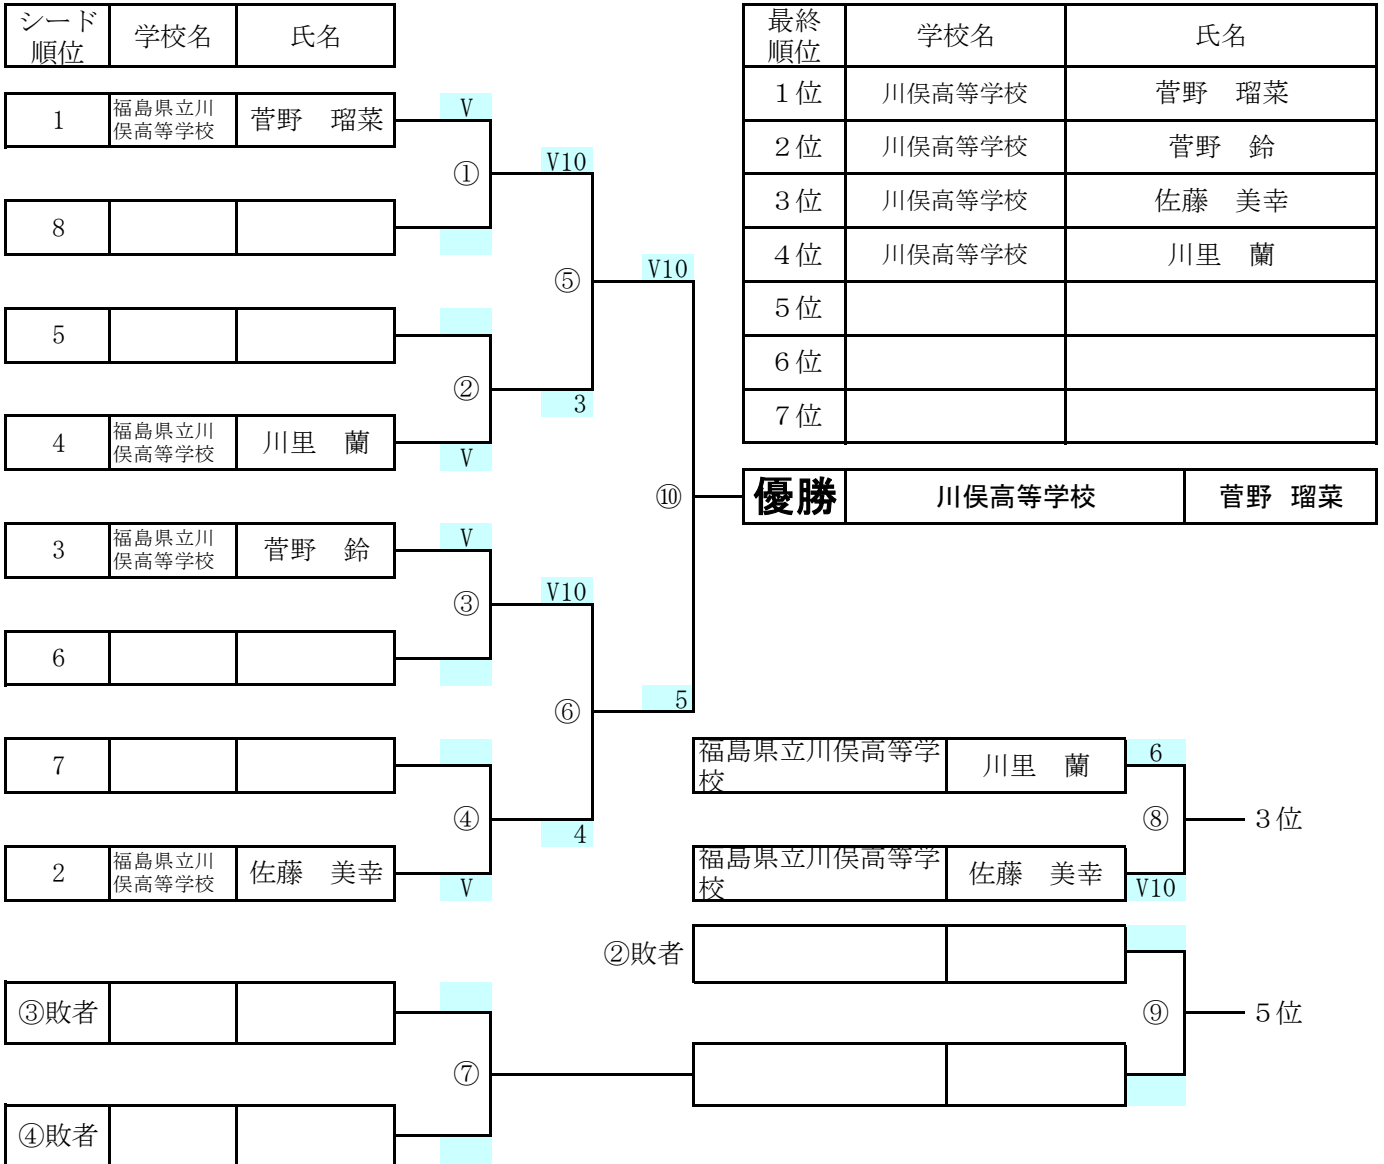 シード
順位
学校名
氏名
1
福島県立川
俣高等学校
菅野　瑠菜
V
①
V10
8
⑤
V10
5
②
3
4
福島県立川
俣高等学校
川里　蘭
V
⑩
3
福島県立川
俣高等学校
菅野　鈴
V
③
V10
6
⑥
5
7
④
4
2
福島県立川
俣高等学校
佐藤　美幸
V
③敗者
⑦
④敗者
最終
順位
学校名
氏名
１位
川俣高等学校
菅野　瑠菜
２位
川俣高等学校
菅野　鈴
３位
川俣高等学校
佐藤　美幸
４位
川俣高等学校
川里　蘭
５位
６位
７位
優勝
川俣高等学校
菅野　瑠菜
福島県立川俣高等学
校
川里　蘭
6
⑧
３位
福島県立川俣高等学
校
佐藤　美幸
V10
②敗者
⑨
５位